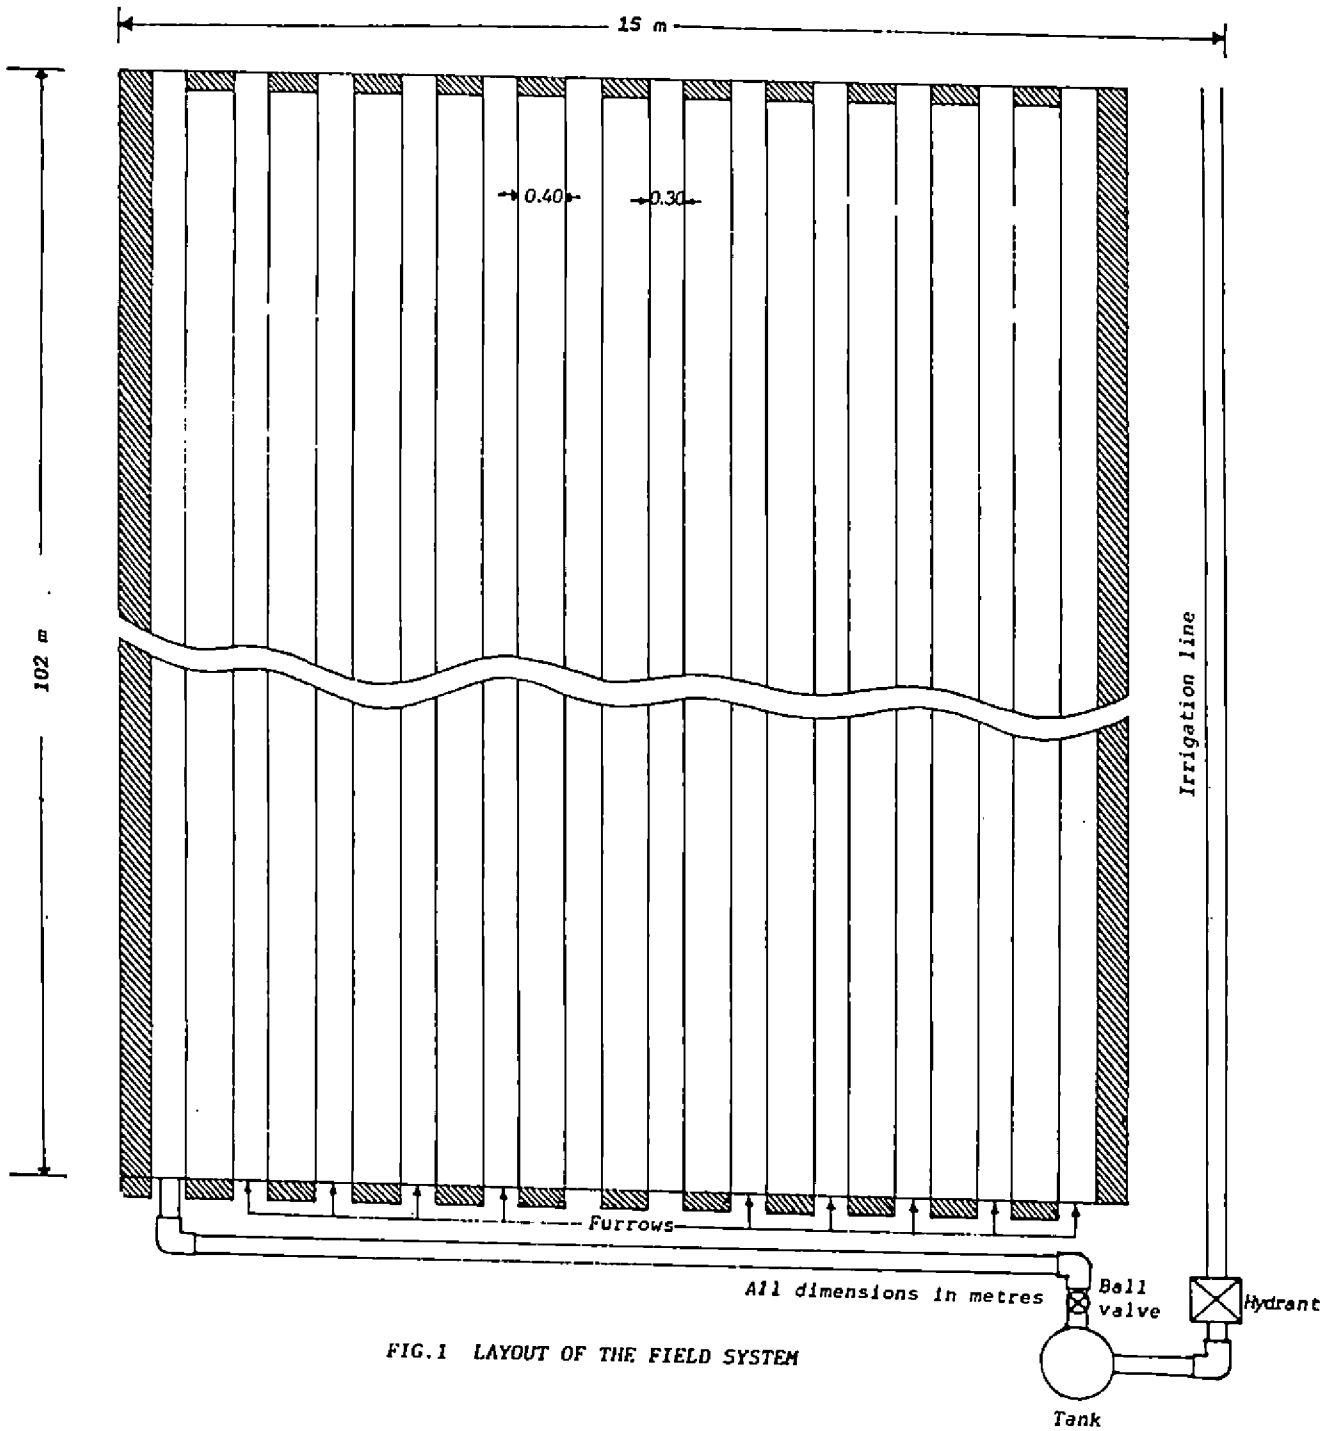 15 m
0.40
0.30
102 m
Irrigation line
Furrows
All dimensions in metres
Ball
valve
Hydrant
FIG.1 LAYOUT OF THE FIELD SYSTEM
Tank